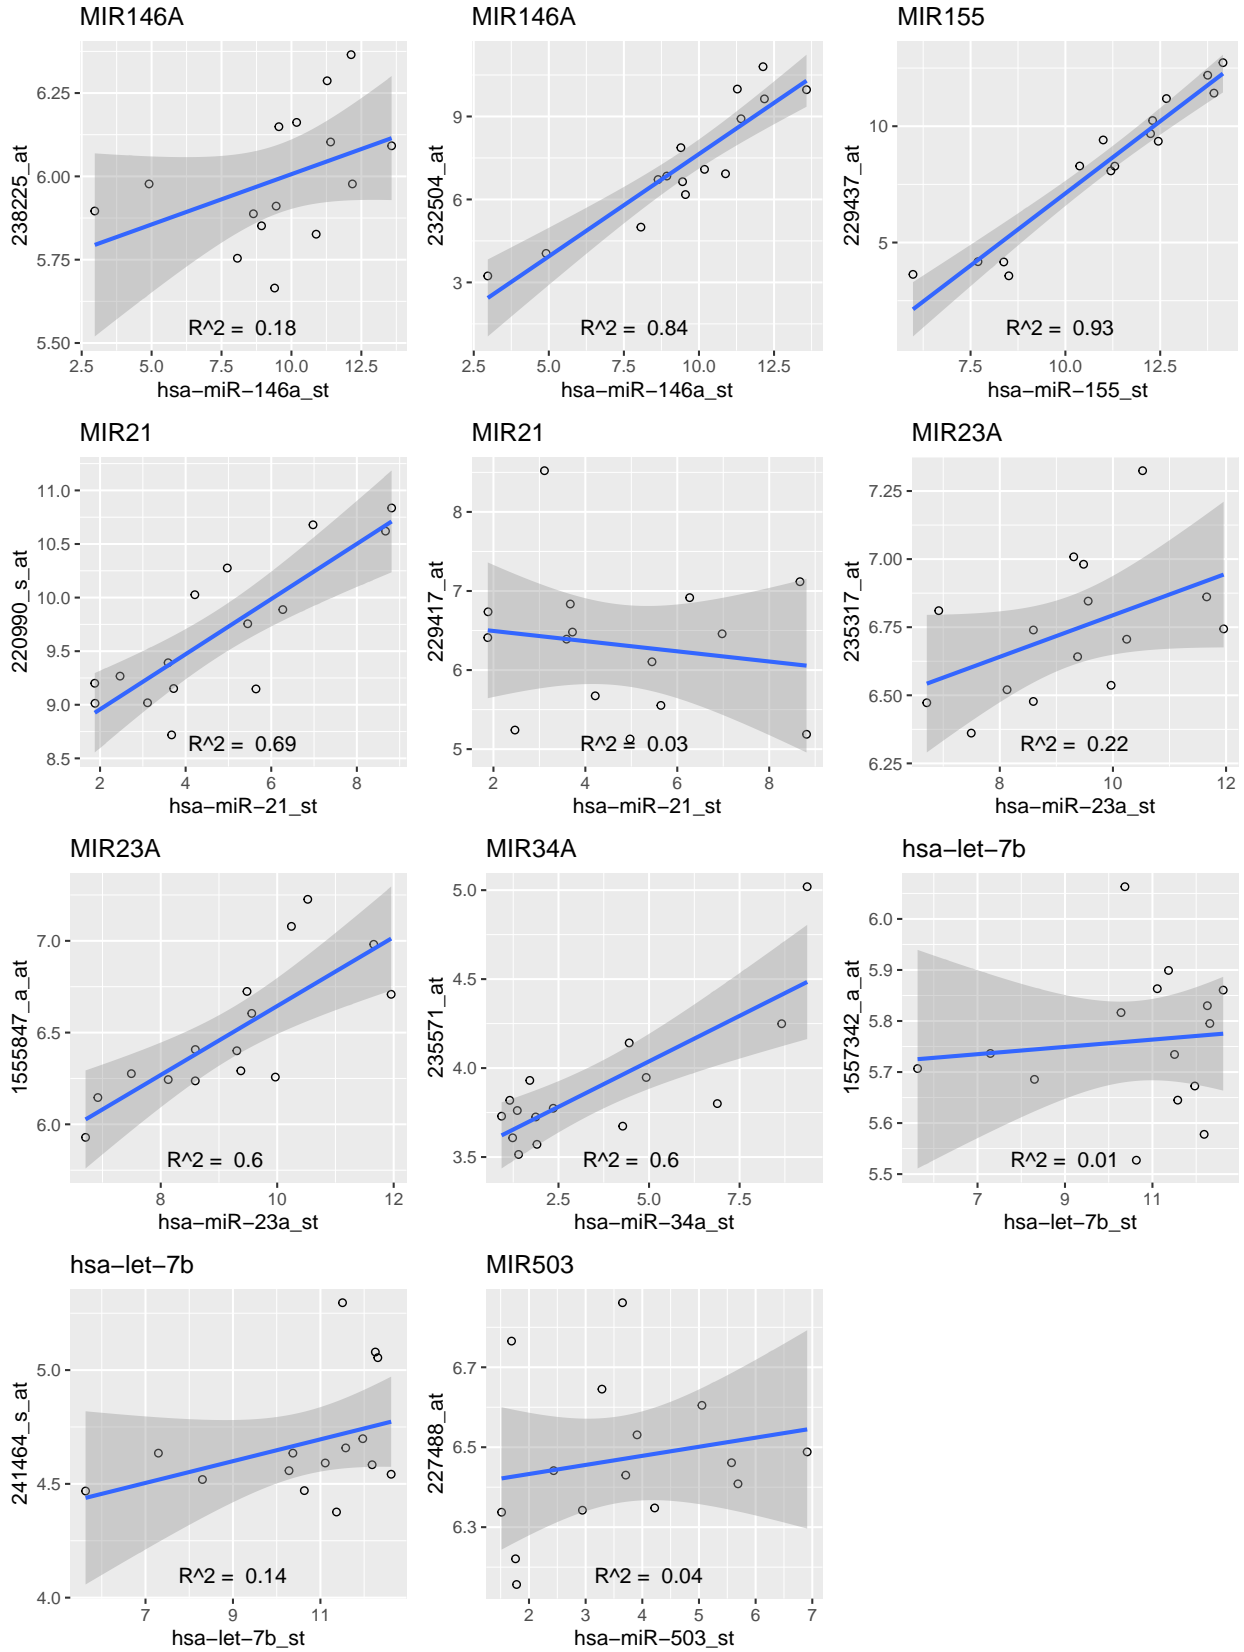 MIR146A
238225_at
6.25
6.00
5.75
5.50
R^2 = 0.18
2.5 5.0 7.5 10.0 12.5
hsa−miR−146a_st
MIR146A
232504_at
9
6
3
R^2 = 0.84
2.5 5.0 7.5 10.0 12.5
hsa−miR−146a_st
MIR155
229437_at
10
5
R^2 = 0.93
7.5 10.0 12.5
hsa−miR−155_st
MIR21
220990_s_at
11.0
10.5
10.0
9.5
9.0
8.5
R^2 = 0.69
2 4 6 8
hsa−miR−21_st
MIR21
229417_at
8
7
6
5
R^2 = 0.03
2 4 6 8
hsa−miR−21_st
MIR23A
235317_at
7.25
7.00
6.75
6.50
6.25
R^2 = 0.22
8 10 12
hsa−miR−23a_st
MIR23A
1555847_a_at
7.0
6.5
6.0
R^2 = 0.6
8 10 12
hsa−miR−23a_st
MIR34A
235571_at
5.0
4.5
4.0
3.5
R^2 = 0.6
2.5 5.0 7.5
hsa−miR−34a_st
hsa−let−7b
1557342_a_at
6.0
5.9
5.8
5.7
5.6
5.5
R^2 = 0.01
7 9 11
hsa−let−7b_st
hsa−let−7b
241464_s_at
5.0
4.5
4.0
R^2 = 0.14
7 9 11
hsa−let−7b_st
MIR503
227488_at
6.7
6.5
6.3
R^2 = 0.04
2 3 4 5 6 7
hsa−miR−503_st